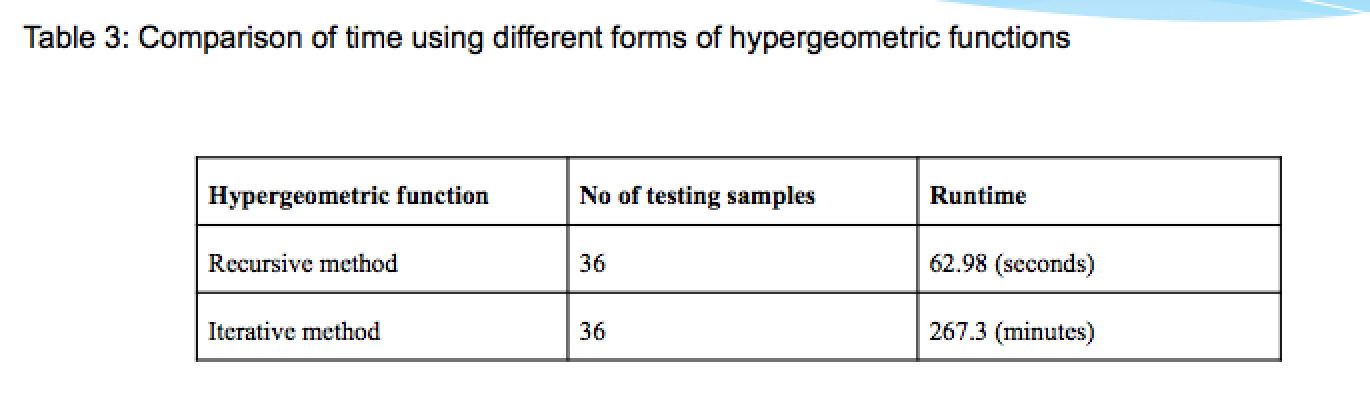 Table 3: Comparison of time using different forms of hypergeometric functions
Hypergeometric function No of testing samples Runtime
Recursive method 36 62.98 (seconds)
Iterative method 36 267.3 (minutes)